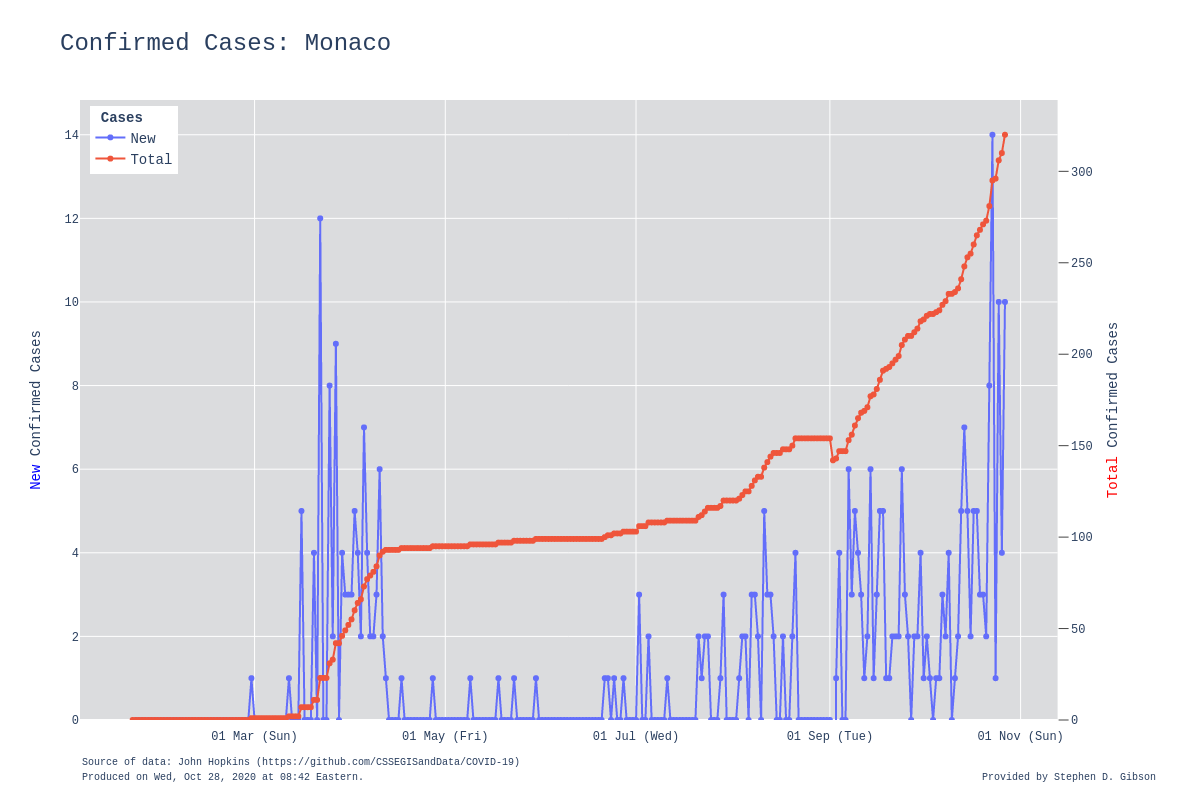 Confirmed Cases: Monaco
Cases
New
Total
14
12
10
8
6
4
2
0
300
250
200
150
100
50
0
New Confirmed Cases
Total Confirmed Cases
01 Mar (Sun)
01 May (Fri)
01 Jul (Wed)
01 Sep (Tue)
01 Nov (Sun)
Source of data: John Hopkins (https://github.com/CSSEGISandData/COVID-19)
Produced on Wed, Oct 28, 2020 at 08:42 Eastern.
Provided by Stephen D. Gibson